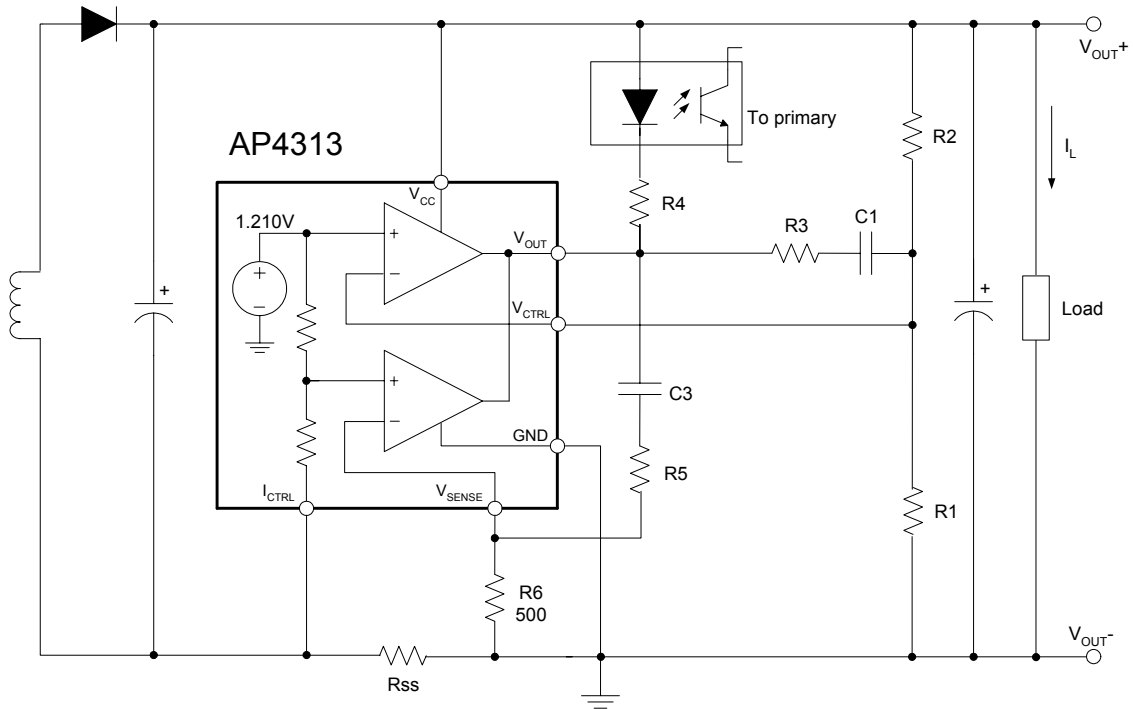 V_OUT+
To primary
AP4313
R2
I_L
R4
V_CC
1.210V
R3
C1
+
V_OUT
+
−
−
V_CTRL
+
+
Load
+
C3
−
GND
R5
I_CTRL
V_SENSE
R1
R6
500
V_OUT-
Rss